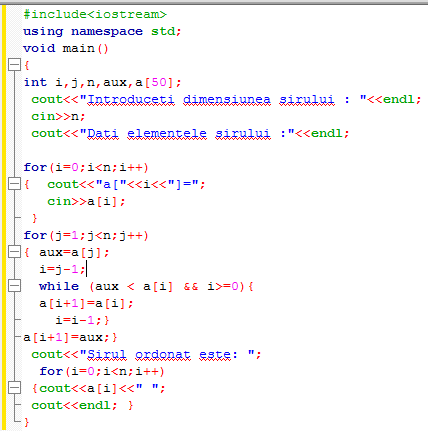 #include<iostream>
using namespace std;
void main()
{
int i,j,n,aux,a[50];
cout<<"Introduceti dimensiunea sirului : "<<endl;
cin>>n;
cout<<"Dati elementele sirului :"<<endl;
for(i=0;i<n;i++)
{  cout<<"a["<<i<<"]=";
cin>>a[i];
}
for(j=1;j<n;j++)
{ aux=a[j];
i=j-1;
while (aux < a[i] && i>=0){
a[i+1]=a[i];
i=i-1;}
a[i+1]=aux;}
cout<<"Sirul ordonat este: ";
for(i=0;i<n;i++)
{cout<<a[i]<<" ";
cout<<endl; }
}